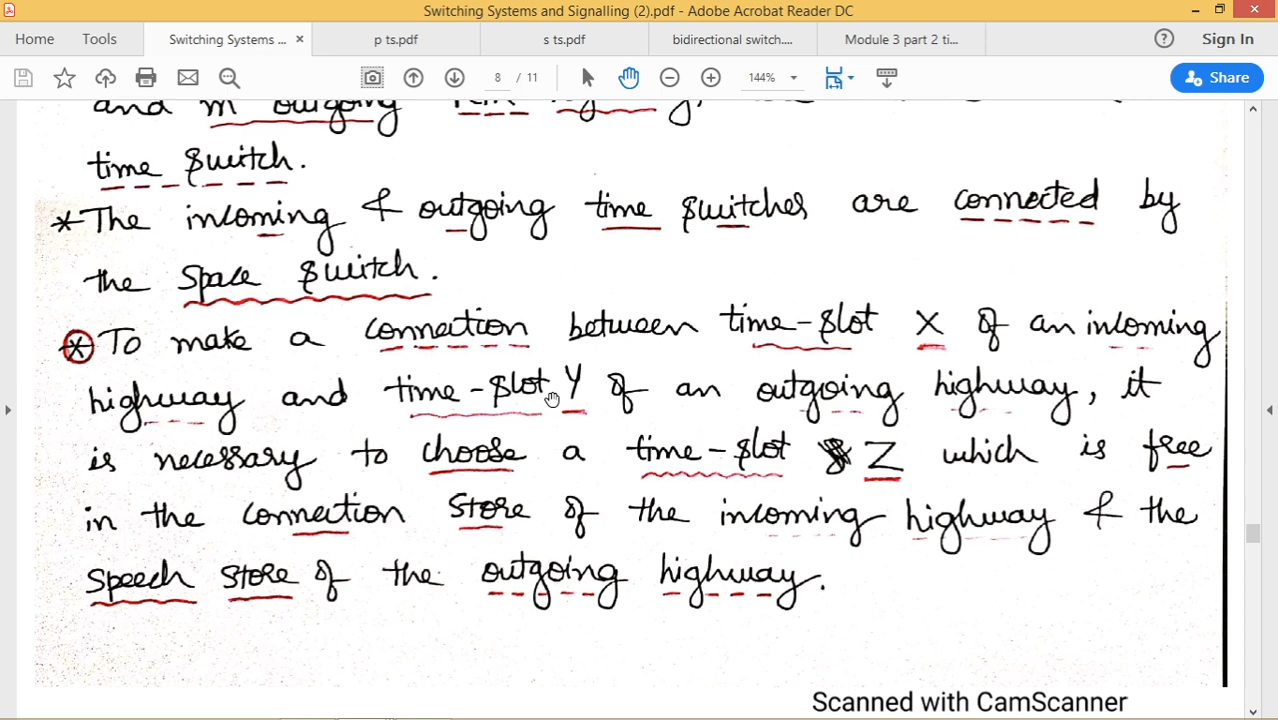 Switching Systems and Signalling (2).pdf - Adobe Acrobat Reader DC
Home Tools Switching Systems ... × p ts.pdf s ts.pdf bidirectional switch.... Module 3 part 2 ti... Sign In
8 / 11 144% Share
and m outgoing
time switch.
* The incoming & outgoing time switches are connected by
the space switch.
* To make a connection between time-slot X of an incoming
highway and time-slot Y of an outgoing highway, it
is necessary to choose a time-slot Z which is free
in the connection store of the incoming highway & the
speech store of the outgoing highway.
Scanned with CamScanner